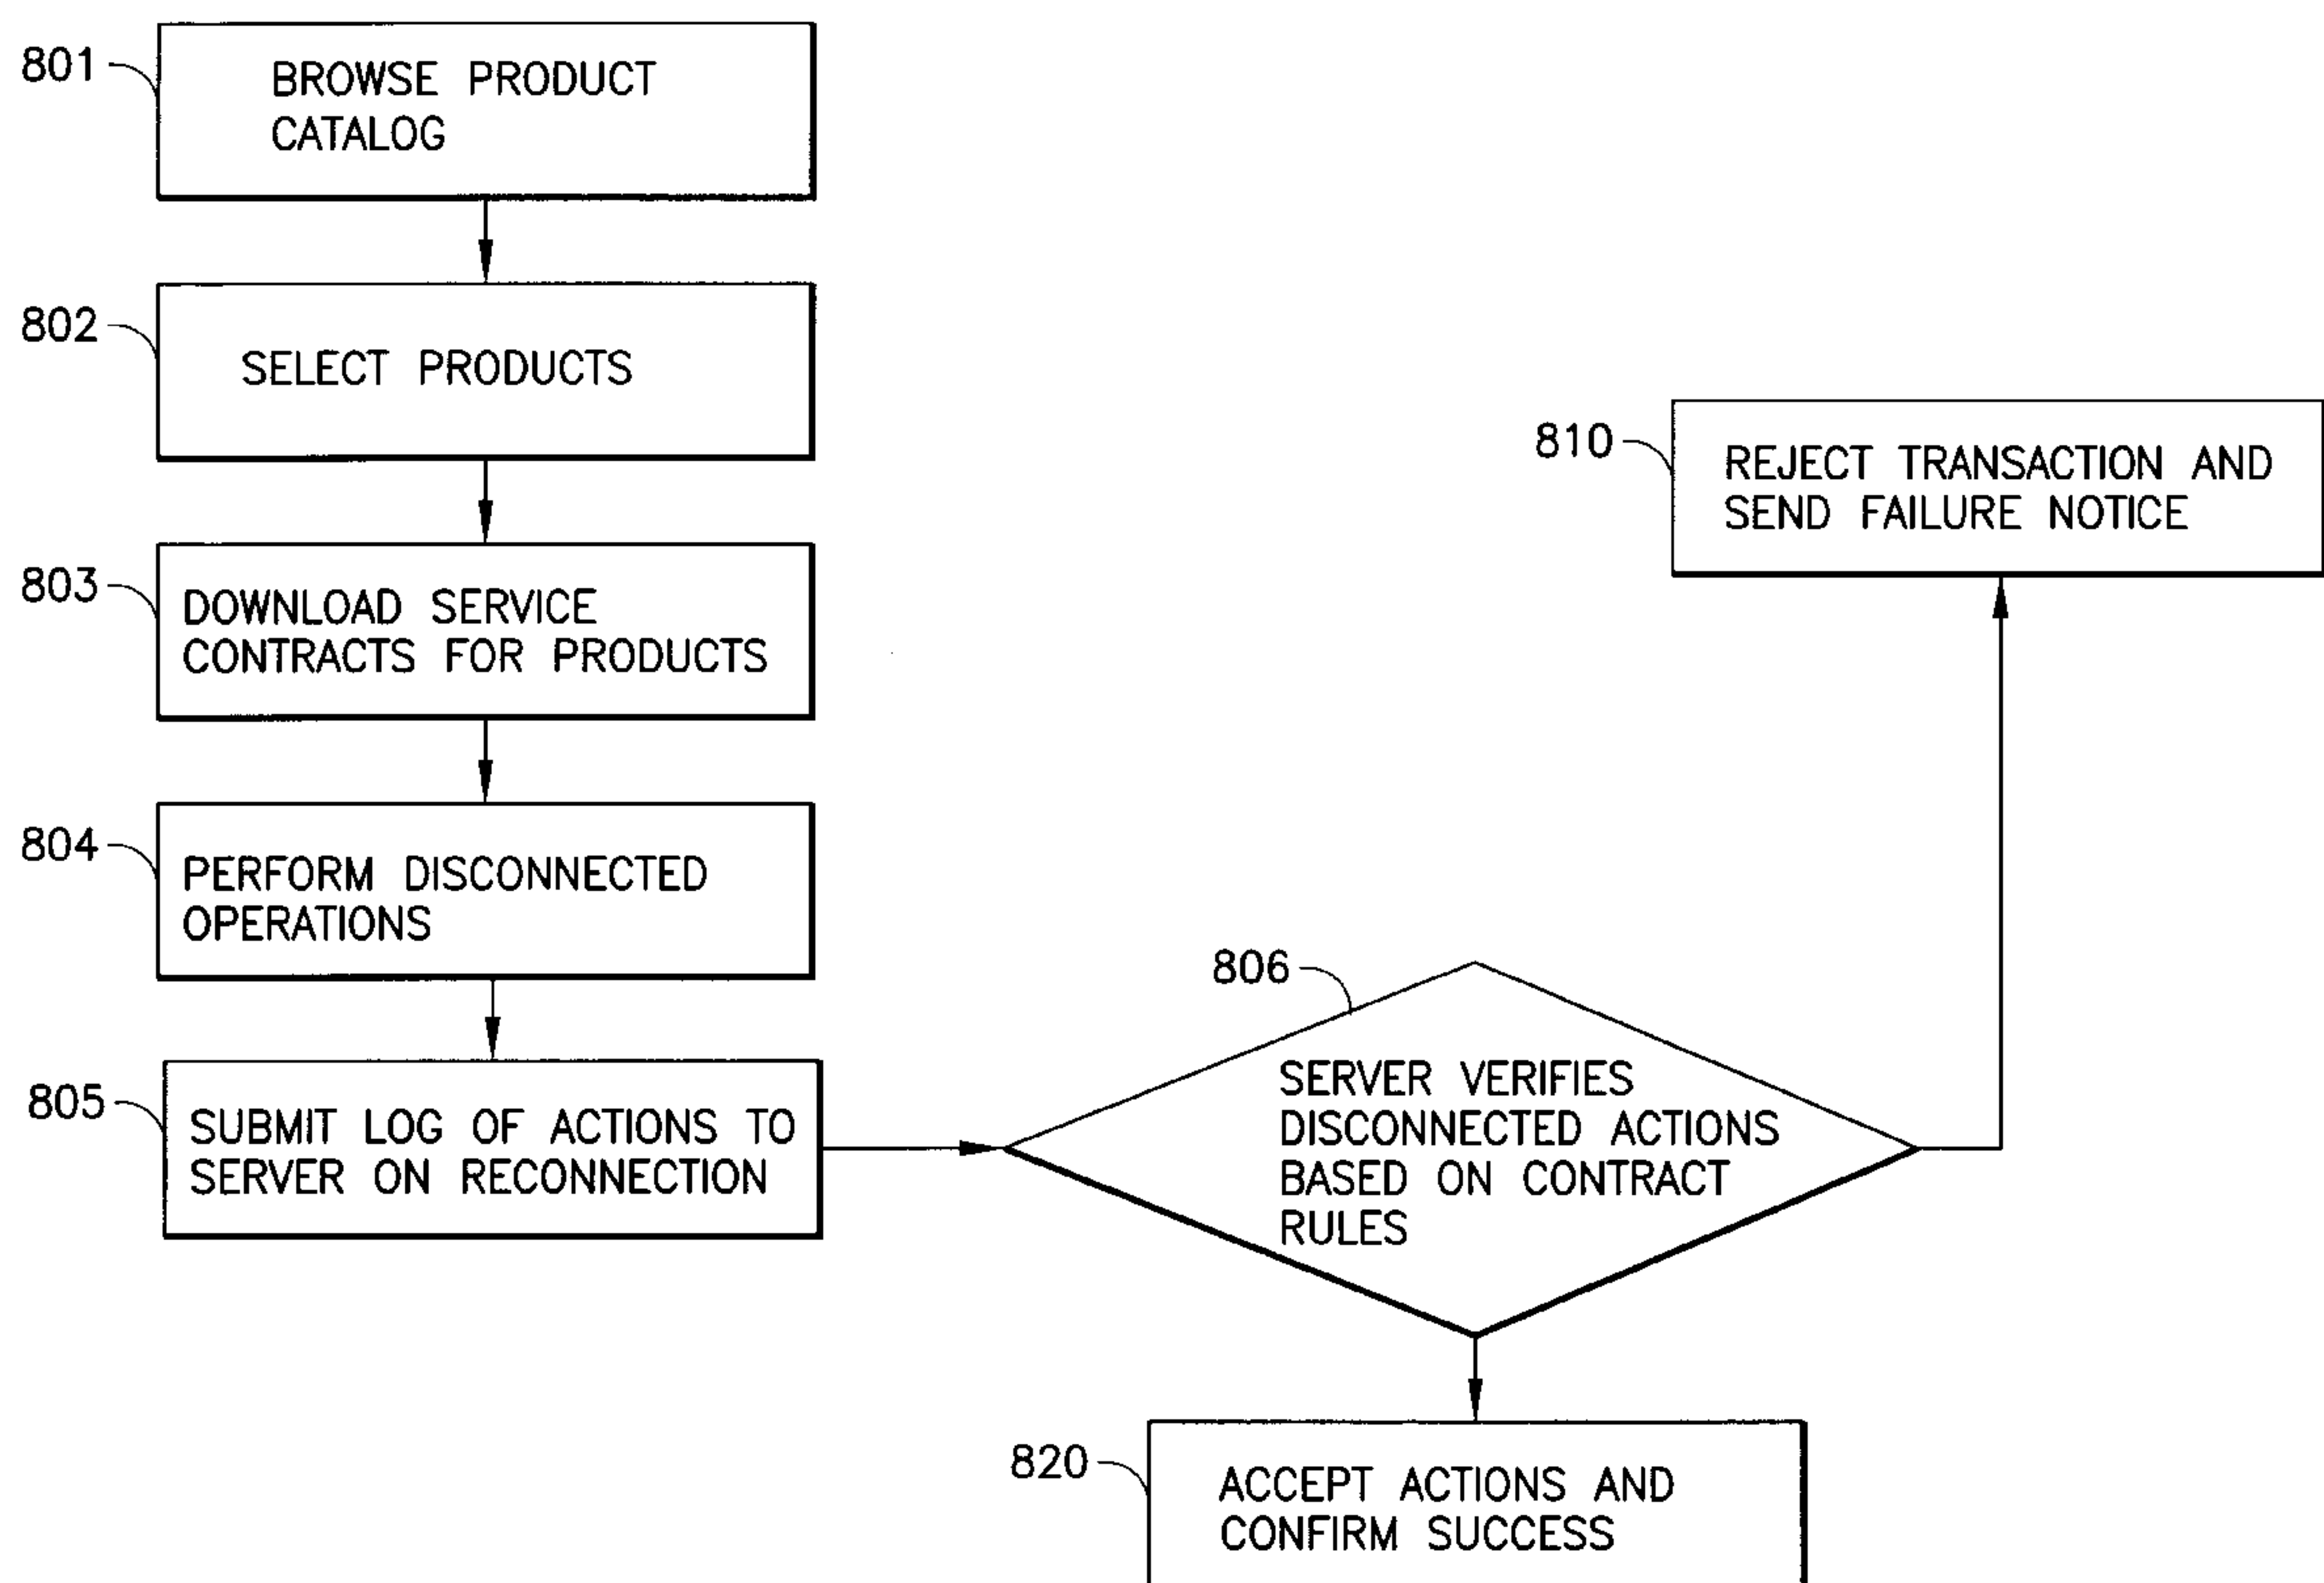 801
BROWSE PRODUCT
CATALOG
802
SELECT PRODUCTS
803
DOWNLOAD SERVICE
CONTRACTS FOR PRODUCTS
804
PERFORM DISCONNECTED
OPERATIONS
805
SUBMIT LOG OF ACTIONS TO
SERVER ON RECONNECTION
806
SERVER VERIFIES
DISCONNECTED ACTIONS
BASED ON CONTRACT
RULES
810
REJECT TRANSACTION AND
SEND FAILURE NOTICE
820
ACCEPT ACTIONS AND
CONFIRM SUCCESS